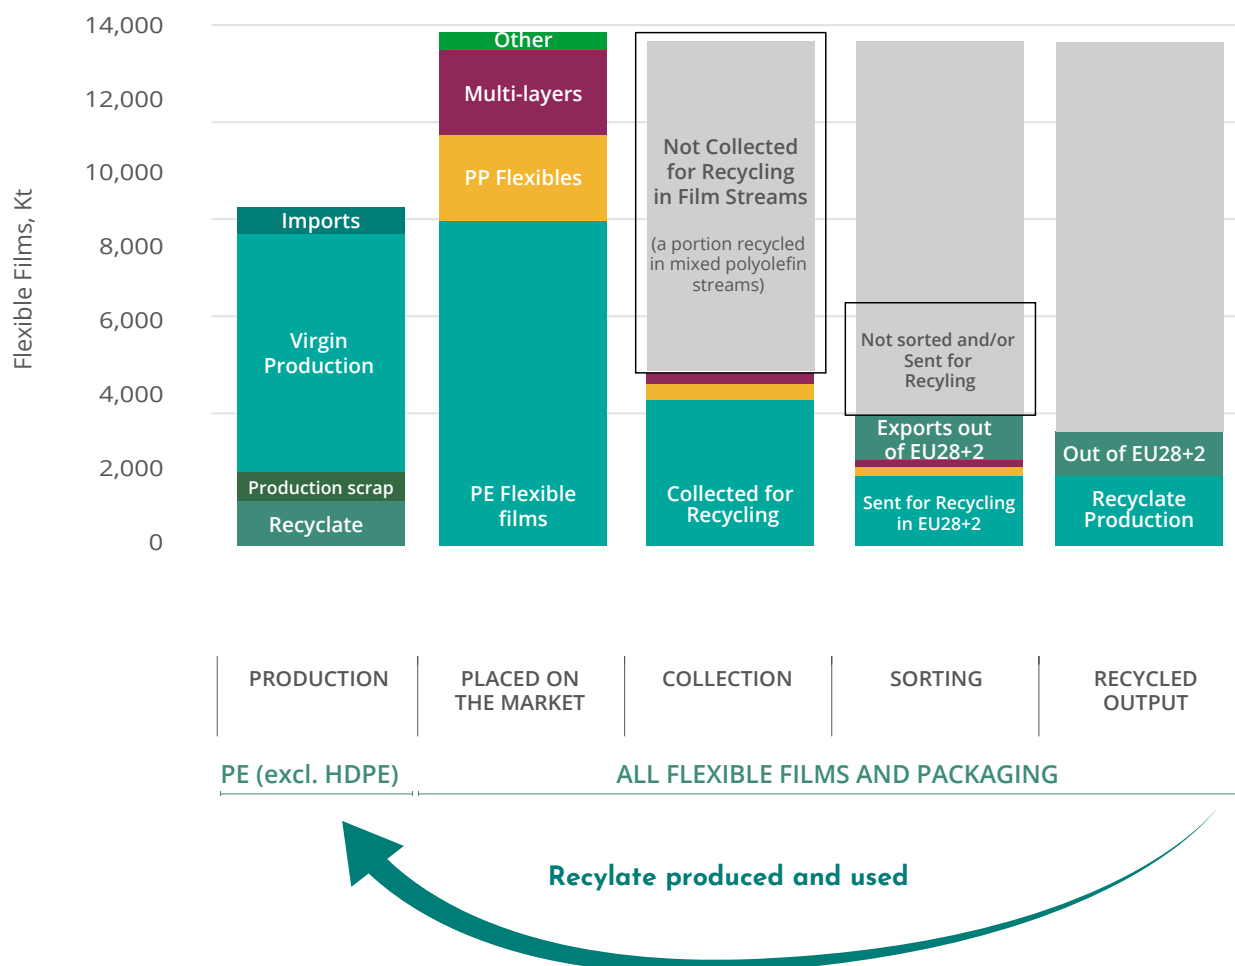 14,000
12,000
10,000
8,000
6,000
4,000
2,000
0
Flexible Films, Kt
Imports
Virgin
Production
Production scrap
Recyclate
Other
Multi-layers
PP Flexibles
PE Flexible
films
Not Collected
for Recycling
in Film Streams
(a portion recycled
in mixed polyolefin
streams)
Collected for
Recycling
Not sorted and/or
Sent for
Recyling
Exports out
of EU28+2
Sent for Recycling
in EU28+2
Out of EU28+2
Recyclate
Production
PRODUCTION
PLACED ON
THE MARKET
COLLECTION
SORTING
RECYCLED
OUTPUT
PE (excl. HDPE)
ALL FLEXIBLE FILMS AND PACKAGING
Recylate produced and used